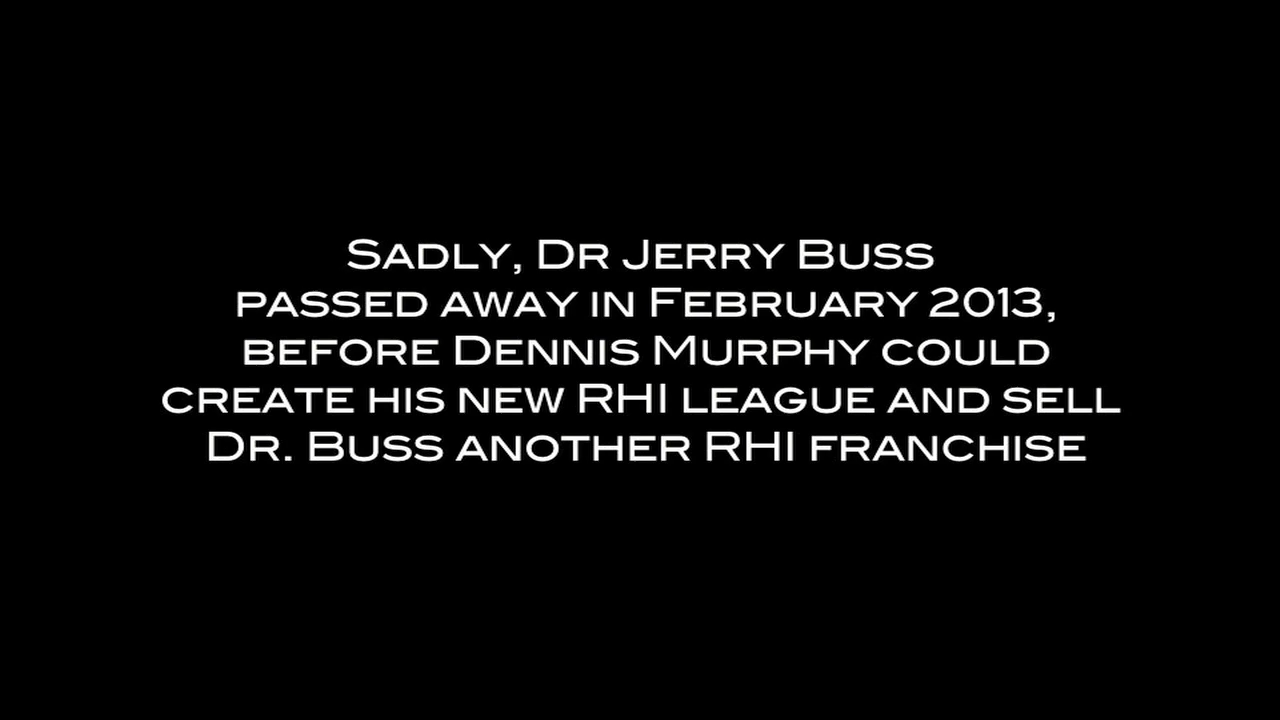 Sadly, Dr Jerry Buss
passed away in February 2013,
before Dennis Murphy could
create his new RHI league and sell
Dr. Buss another RHI franchise